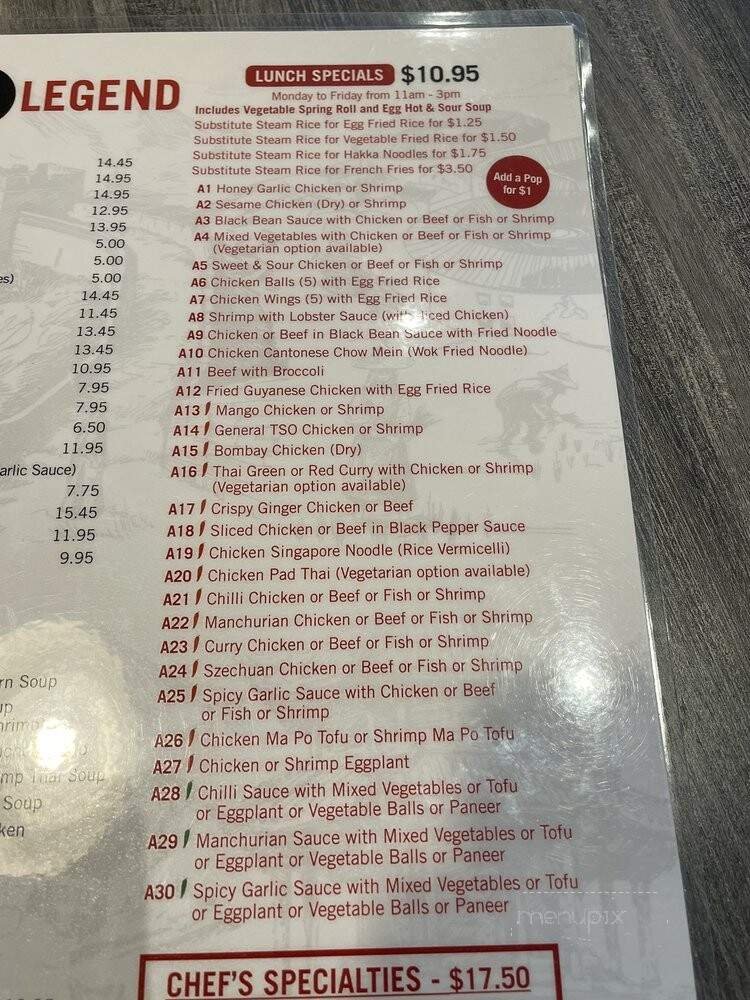 LEGEND
14.45
14.95
14.95
12.95
13.95
5.00
5.00
es) 5.00
14.45
11.45
13.45
13.45
10.95
7.95
7.95
6.50
11.95
arlic Sauce)
7.75
15.45
11.95
9.95
rn Soup
up
hrimp
mp Thai Soup
Soup
ken
LUNCH SPECIALS $10.95
Monday to Friday from 11am - 3pm
Includes Vegetable Spring Roll and Egg Hot & Sour Soup
Substitute Steam Rice for Egg Fried Rice for $1.25
Substitute Steam Rice for Vegetable Fried Rice for $1.50
Substitute Steam Rice for Hakka Noodles for $1.75
Substitute Steam Rice for French Fries for $3.50
Add a Pop
for $1
A1 Honey Garlic Chicken or Shrimp
A2 Sesame Chicken (Dry) or Shrimp
A3 Black Bean Sauce with Chicken or Beef or Fish or Shrimp
A4 Mixed Vegetables with Chicken or Beef or Fish or Shrimp
(Vegetarian option available)
A5 Sweet & Sour Chicken or Beef or Fish or Shrimp
A6 Chicken Balls (5) with Egg Fried Rice
A7 Chicken Wings (5) with Egg Fried Rice
A8 Shrimp with Lobster Sauce (with Sliced Chicken)
A9 Chicken or Beef in Black Bean Sauce with Fried Noodle
A10 Chicken Cantonese Chow Mein (Wok Fried Noodle)
A11 Beef with Broccoli
A12 Fried Guyanese Chicken with Egg Fried Rice
A13 Mango Chicken or Shrimp
A14 General TSO Chicken or Shrimp
A15 Bombay Chicken (Dry)
A16 Thai Green or Red Curry with Chicken or Shrimp
(Vegetarian option available)
A17 Crispy Ginger Chicken or Beef
A18 Sliced Chicken or Beef in Black Pepper Sauce
A19 Chicken Singapore Noodle (Rice Vermicelli)
A20 Chicken Pad Thai (Vegetarian option available)
A21 Chilli Chicken or Beef or Fish or Shrimp
A22 Manchurian Chicken or Beef or Fish or Shrimp
A23 Curry Chicken or Beef or Fish or Shrimp
A24 Szechuan Chicken or Beef or Fish or Shrimp
A25 Spicy Garlic Sauce with Chicken or Beef
or Fish or Shrimp
A26 Chicken Ma Po Tofu or Shrimp Ma Po Tofu
A27 Chicken or Shrimp Eggplant
A28 Chilli Sauce with Mixed Vegetables or Tofu
or Eggplant or Vegetable Balls or Paneer
A29 Manchurian Sauce with Mixed Vegetables or Tofu
or Eggplant or Vegetable Balls or Paneer
A30 Spicy Garlic Sauce with Mixed Vegetables or Tofu
or Eggplant or Vegetable Balls or Paneer
menupix
CHEF'S SPECIALTIES - $17.50